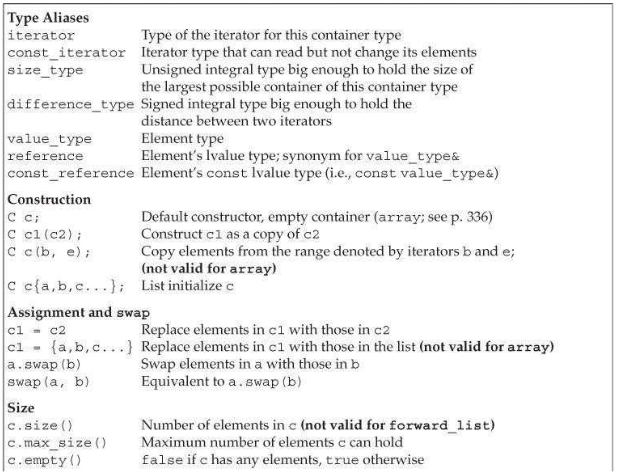 Type Aliases
iterator Type of the iterator for this container type
const_iterator Iterator type that can read but not change its elements
size_type Unsigned integral type big enough to hold the size of
the largest possible container of this container type
difference_type Signed integral type big enough to hold the
distance between two iterators
value_type Element type
reference Element's lvalue type; synonym for value_type&
const_reference Element's const lvalue type (i.e., const value_type&)
Construction
C c; Default constructor, empty container (array; see p. 336)
C c1(c2); Construct c1 as a copy of c2
C c(b, e); Copy elements from the range denoted by iterators b and e;
(not valid for array)
C c{a,b,c...}; List initialize c
Assignment and swap
c1 = c2 Replace elements in c1 with those in c2
c1 = {a,b,c...} Replace elements in c1 with those in the list (not valid for array)
a.swap(b) Swap elements in a with those in b
swap(a, b) Equivalent to a.swap(b)
Size
c.size() Number of elements in c (not valid for forward_list)
c.max_size() Maximum number of elements c can hold
c.empty() false if c has any elements, true otherwise